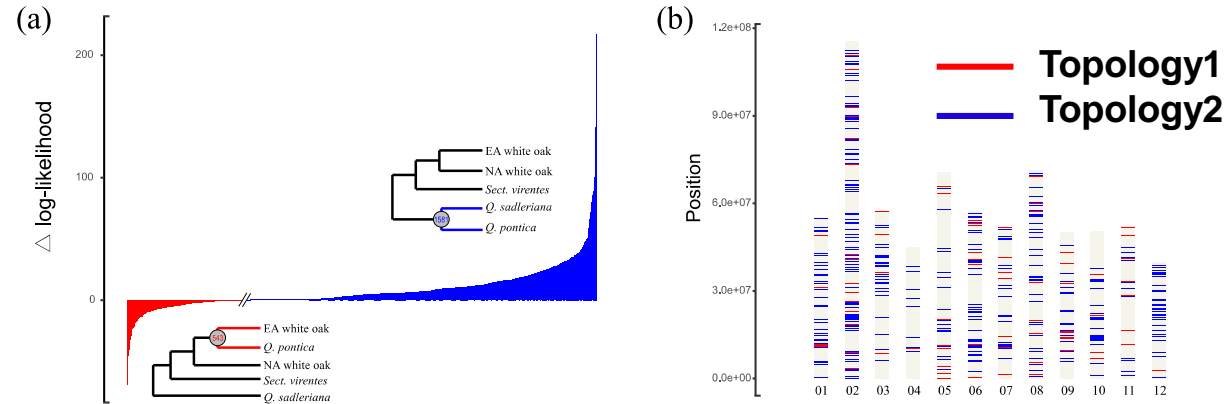 (a)
△ log-likelihood
200
100
0
EA white oak
NA white oak
Sect. virentes
Q. sadleriana
Q. pontica
1581
//
EA white oak
Q. pontica
543
NA white oak
Sect. virentes
Q. sadleriana
(b)
Position
1.2e+08
9.0e+07
6.0e+07
3.0e+07
0.0e+00
Topology1
Topology2
01 02 03 04 05 06 07 08 09 10 11 12